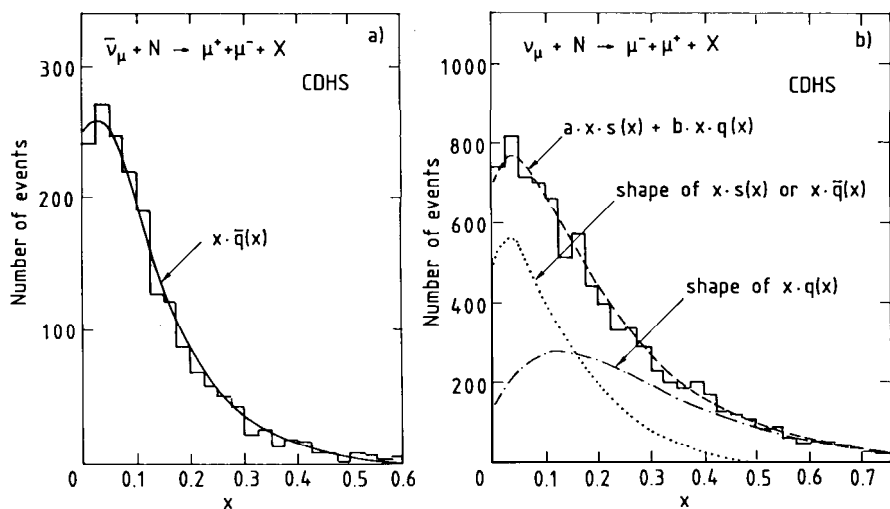 a)
ν̄μ + N → μ⁺+μ⁻ + X
CDHS
Number of events
300
200
100
0
x · q̄(x)
0 0.1 0.2 0.3 0.4 0.5 0.6
x
b)
νμ + N → μ⁻+μ⁺ + X
CDHS
Number of events
1000
800
600
400
200
0
a·x·s(x) + b·x·q(x)
shape of x·s(x) or x·q̄(x)
shape of x·q(x)
0 0.1 0.2 0.3 0.4 0.5 0.6 0.7
x